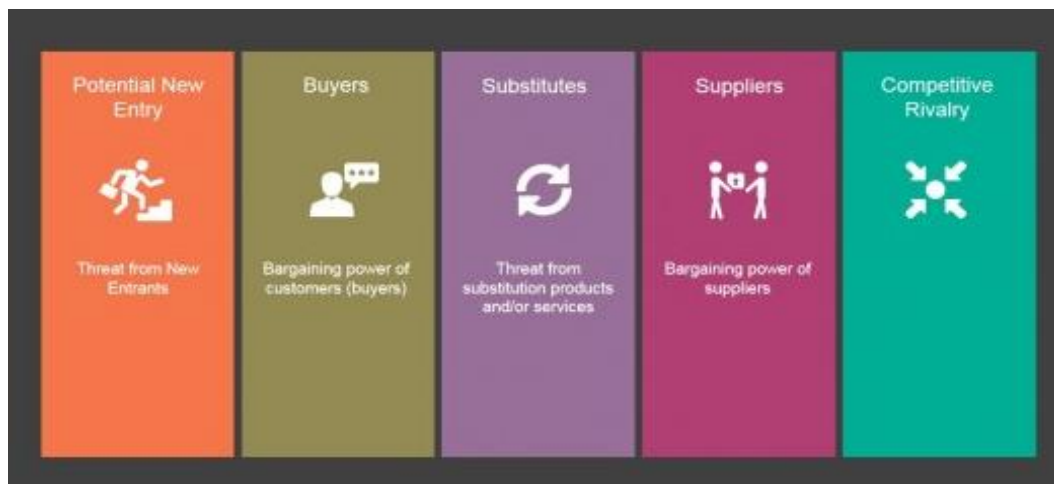 Potential New
Entry
Threat from New
Entrants
Buyers
Bargaining power of
customers (buyers)
Substitutes
Threat from
substitution products
and/or services
Suppliers
Bargaining power of
suppliers
Competitive
Rivalry